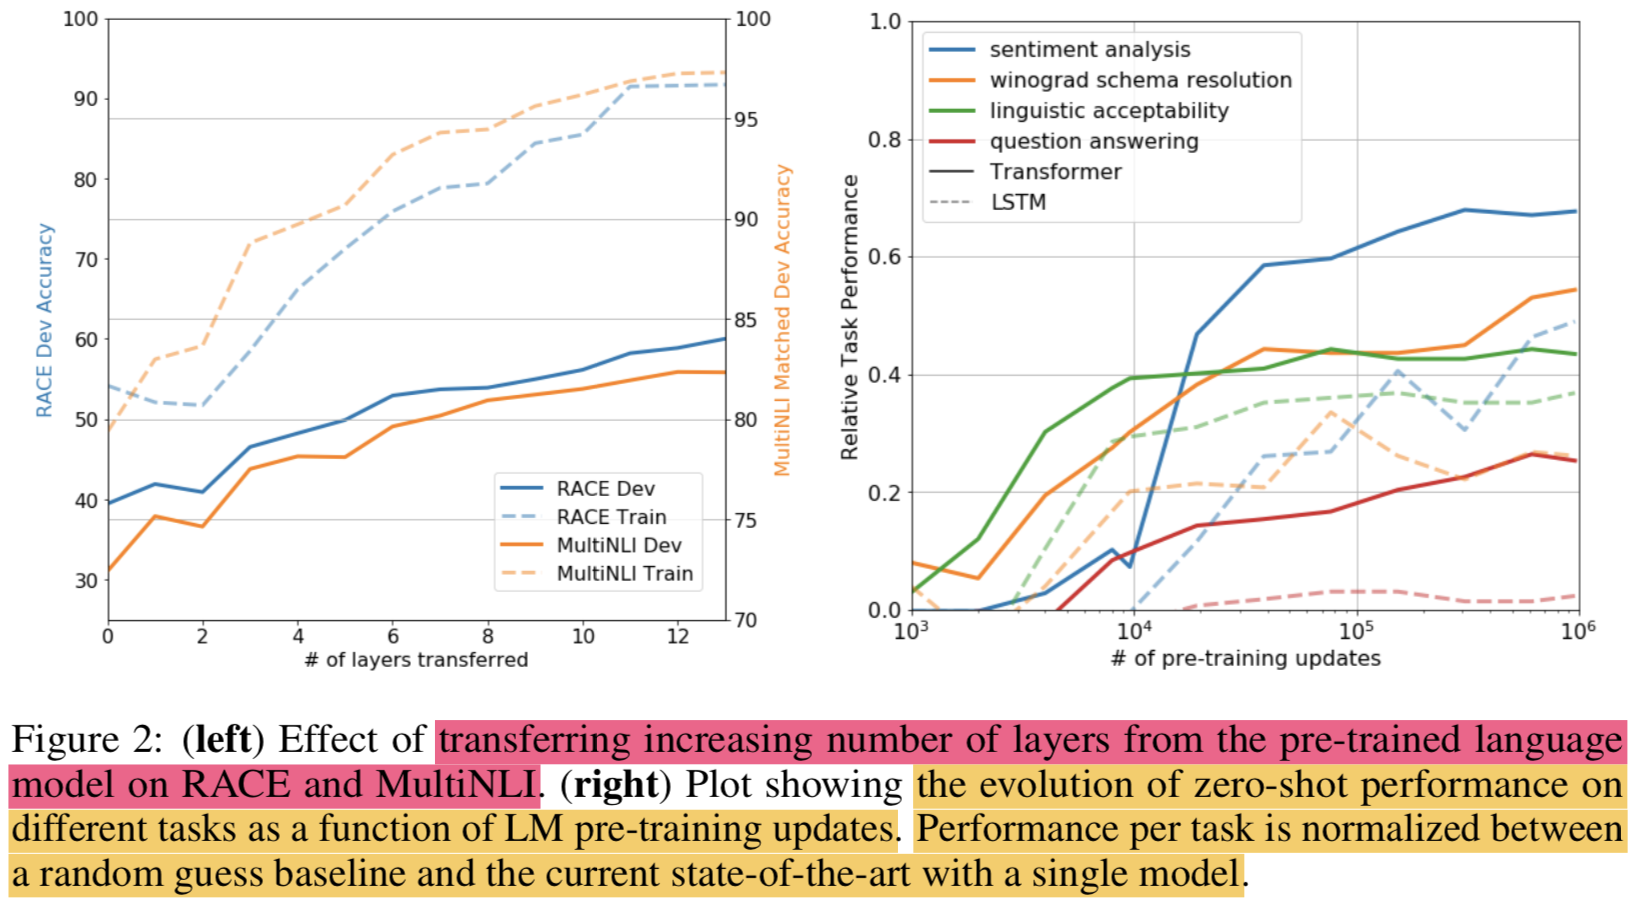 100
90
80
70
60
50
40
30
RACE Dev Accuracy
0
2
4
6
8
10
12
# of layers transferred
100
95
90
85
80
75
70
MultiNLI Matched Dev Accuracy
RACE Dev
RACE Train
MultiNLI Dev
MultiNLI Train
1.0
0.8
0.6
0.4
0.2
0.0
Relative Task Performance
sentiment analysis
winograd schema resolution
linguistic acceptability
question answering
Transformer
LSTM
10³
10⁴
10⁵
10⁶
# of pre-training updates
Figure 2: (left) Effect of transferring increasing number of layers from the pre-trained language
model on RACE and MultiNLI. (right) Plot showing the evolution of zero-shot performance on
different tasks as a function of LM pre-training updates. Performance per task is normalized between
a random guess baseline and the current state-of-the-art with a single model.